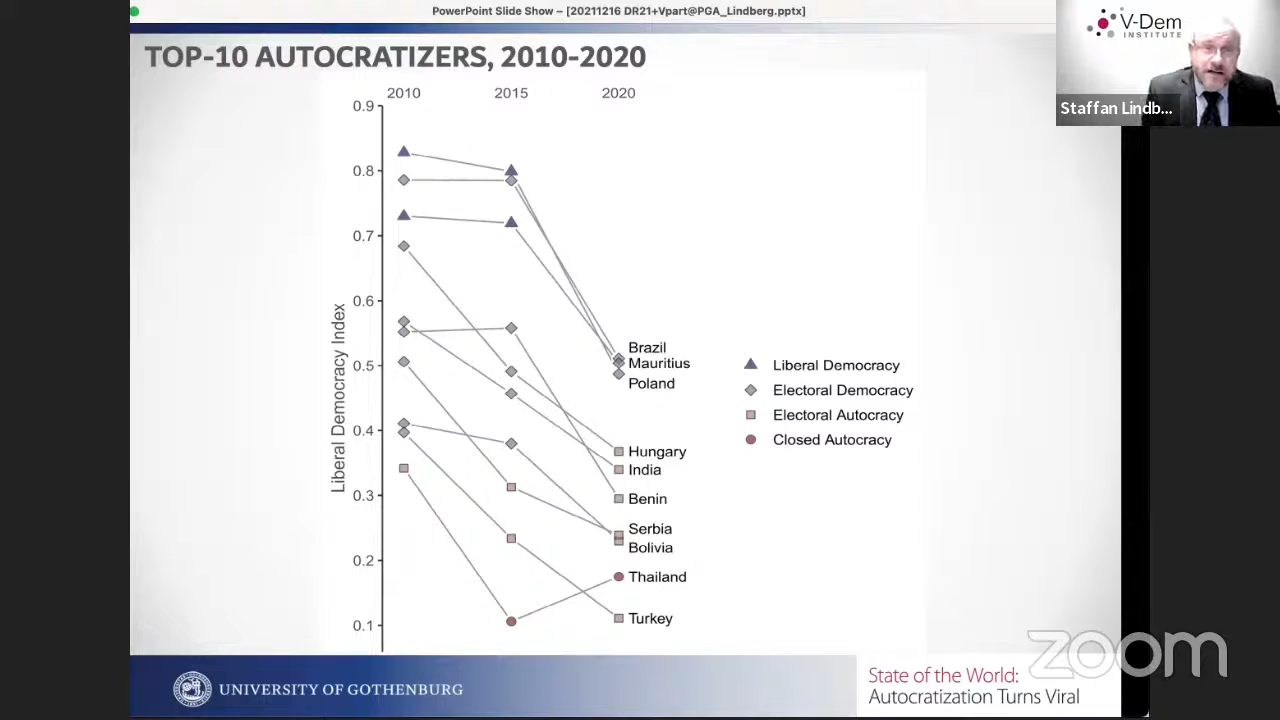 PowerPoint Slide Show – [20211216 DR21+Vpart@PGA_Lindberg.pptx]
V-Dem
INSTITUTE
Staffan Lindb...
TOP-10 AUTOCRATIZERS, 2010-2020
2010 2015 2020
0.9
0.8
0.7
0.6
0.5
0.4
0.3
0.2
0.1
Liberal Democracy Index
Brazil
Mauritius
Poland
Hungary
India
Benin
Serbia
Bolivia
Thailand
Turkey
Liberal Democracy
Electoral Democracy
Electoral Autocracy
Closed Autocracy
UNIVERSITY OF GOTHENBURG
State of the World:
Autocratization Turns Viral
zoom